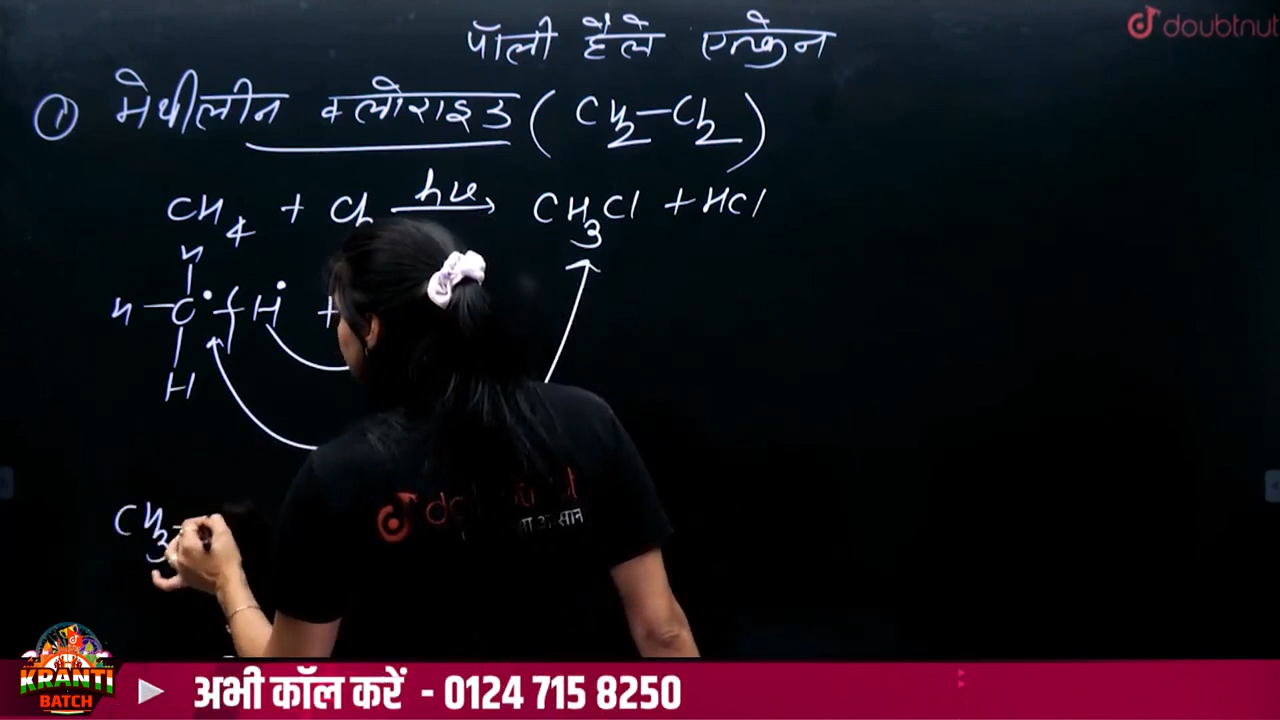 पॉली हैलो एल्केन
doubtnut
① मेथीलीन क्लोराइड ( CH₂–Cl₂ )
CH₄ + Cl₂ hν → CH₃Cl + HCl
H
H – C • H • +
H
CH₃
doubtnut
KRANTI
BATCH
अभी कॉल करें - 0124 715 8250